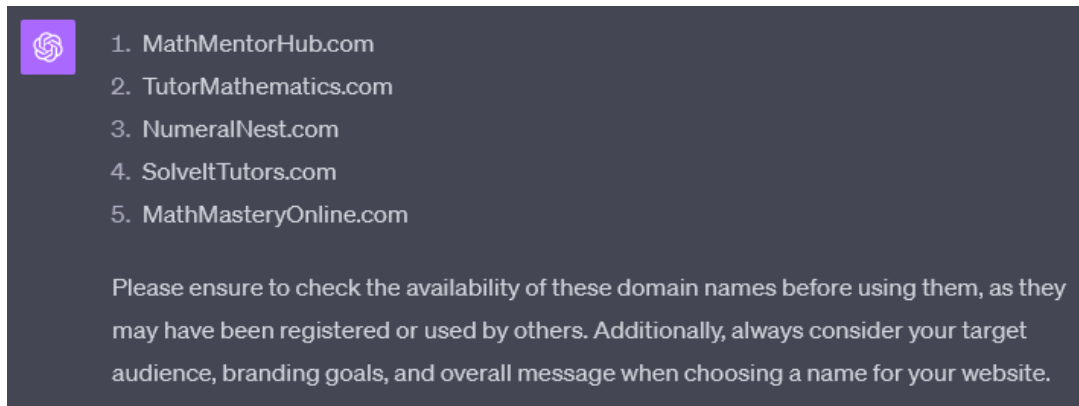 1. MathMentorHub.com
2. TutorMathematics.com
3. NumeralNest.com
4. SolveItTutors.com
5. MathMasteryOnline.com
Please ensure to check the availability of these domain names before using them, as they
may have been registered or used by others. Additionally, always consider your target
audience, branding goals, and overall message when choosing a name for your website.